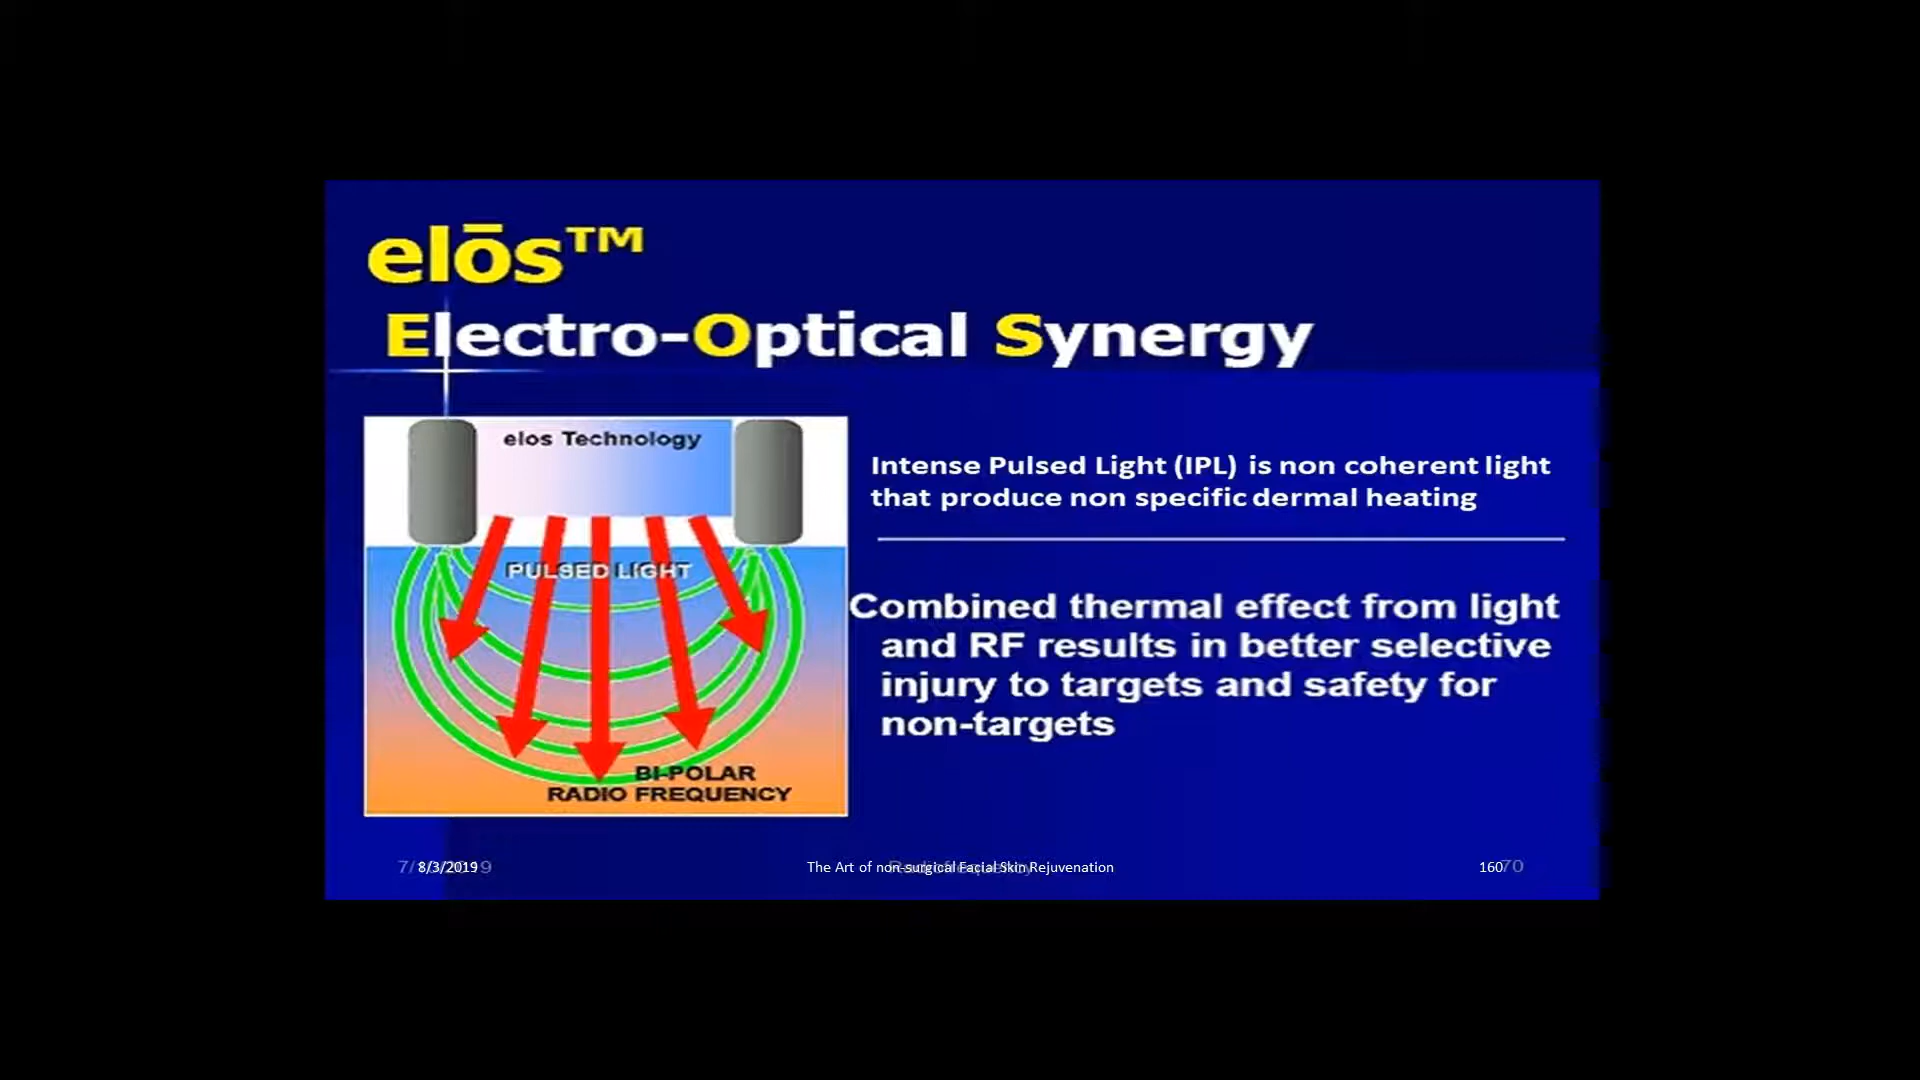 elōs™
Electro-Optical Synergy
elos Technology
PULSED LIGHT
BI-POLAR
RADIO FREQUENCY
Intense Pulsed Light (IPL) is non coherent light
that produce non specific dermal heating
Combined thermal effect from light
and RF results in better selective
injury to targets and safety for
non-targets
8/3/2019
The Art of non-surgical Facial Skin Rejuvenation
160